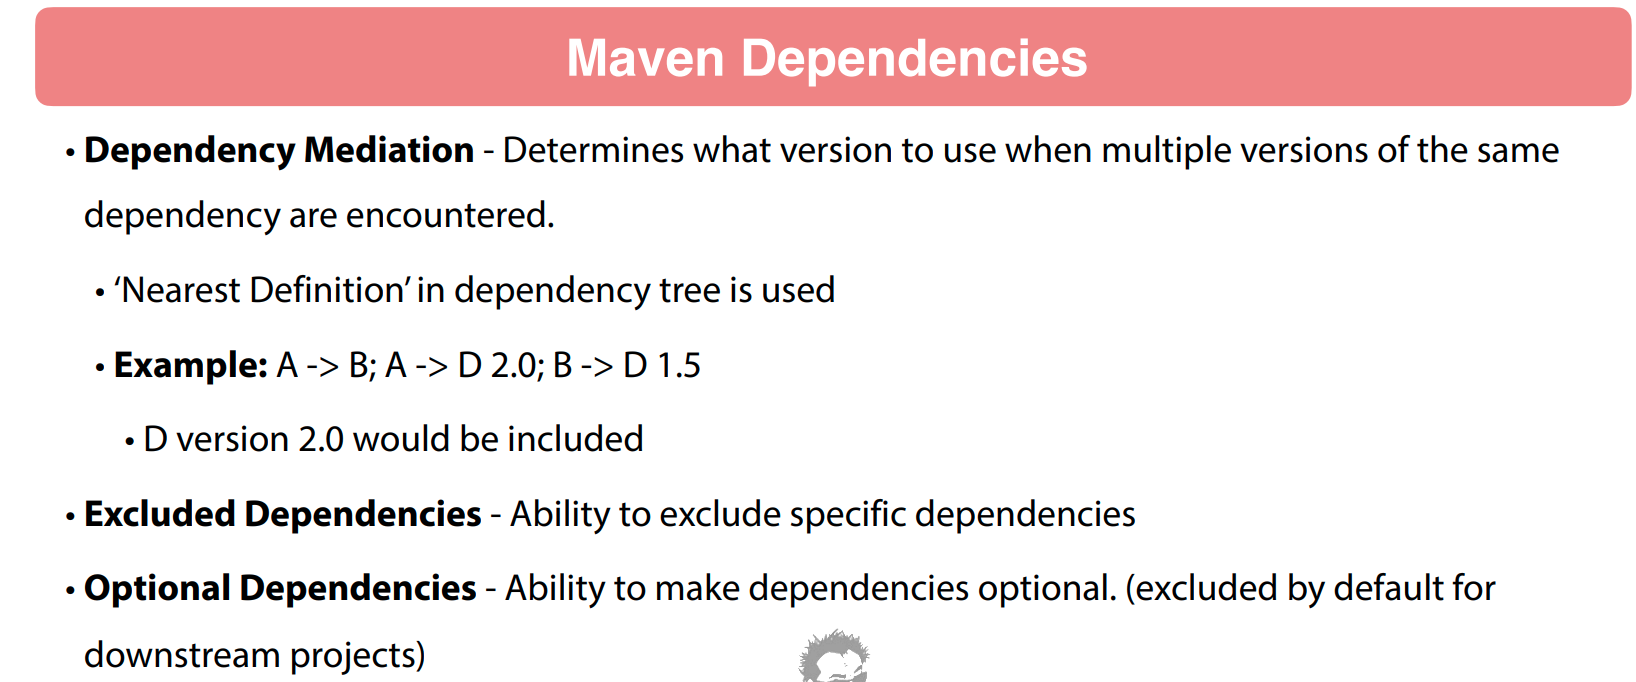 Maven Dependencies
• Dependency Mediation - Determines what version to use when multiple versions of the same
dependency are encountered.
• ‘Nearest Definition’ in dependency tree is used
• Example: A -> B; A -> D 2.0; B -> D 1.5
• D version 2.0 would be included
• Excluded Dependencies - Ability to exclude specific dependencies
• Optional Dependencies - Ability to make dependencies optional. (excluded by default for
downstream projects)